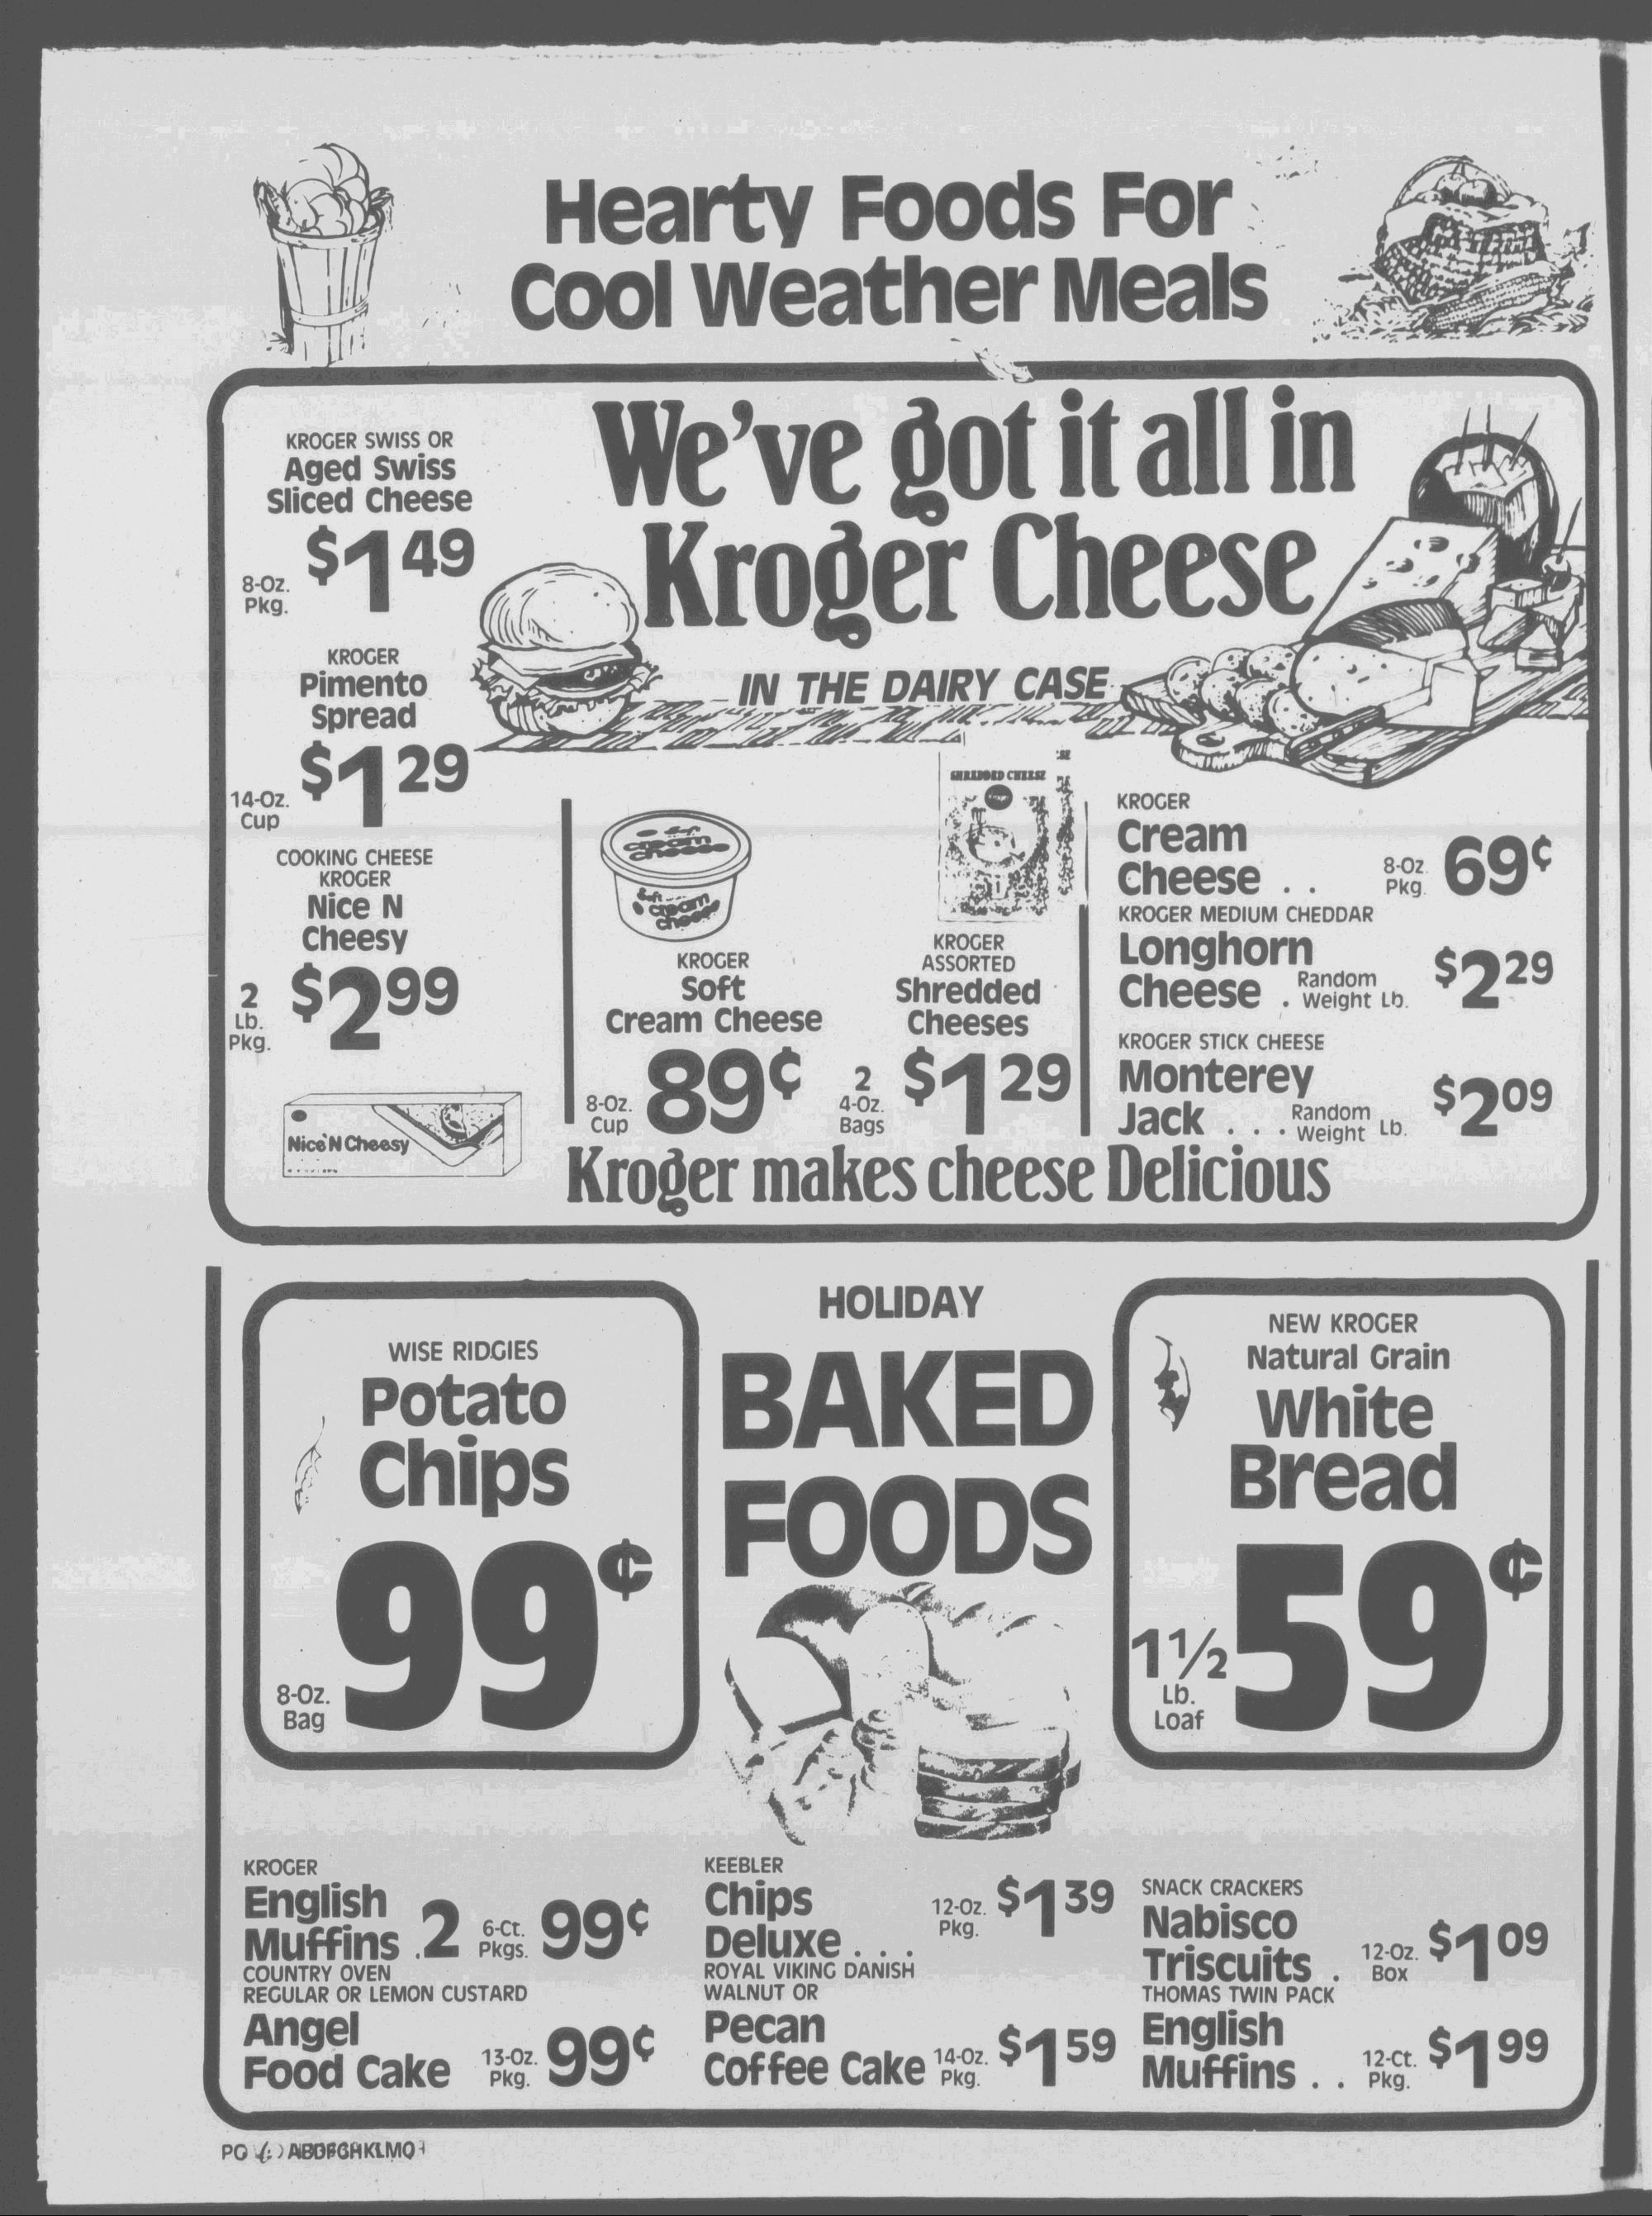 Hearty Foods For
Cool Weather Meals
We've got it all in
Kroger Cheese
IN THE DAIRY CASE
KROGER SWISS OR
Aged Swiss
Sliced Cheese
8-Oz.
Pkg.
$1 49
KROGER
Pimento
Spread
14-Oz.
Cup
$1 29
COOKING CHEESE
KROGER
Nice N
Cheesy
2
Lb.
Pkg.
$2 99
Nice'N Cheesy
Soft
cream
cheese
Soft
cream
cheese
KROGER
Soft
Cream Cheese
8-Oz.
Cup
89¢
SHREDDED CHEESE
KROGER
ASSORTED
Shredded
Cheeses
2
4-Oz.
Bags
$1 29
KROGER
Cream
Cheese . . 8-Oz. Pkg. 69¢
KROGER MEDIUM CHEDDAR
Longhorn
Cheese . Random Weight Lb. $2 29
KROGER STICK CHEESE
Monterey
Jack . . . Random Weight Lb. $2 09
Kroger makes cheese Delicious
WISE RIDGIES
Potato
Chips
8-Oz.
Bag
99¢
HOLIDAY
BAKED
FOODS
NEW KROGER
Natural Grain
White
Bread
1½
Lb.
Loaf
59¢
KROGER
English
Muffins . 2 6-Ct. Pkgs. 99¢
COUNTRY OVEN
REGULAR OR LEMON CUSTARD
Angel
Food Cake 13-Oz. Pkg. 99¢
KEEBLER
Chips
Deluxe . . . 12-Oz. Pkg. $1 39
ROYAL VIKING DANISH
WALNUT OR
Pecan
Coffee Cake 14-Oz. Pkg. $1 59
SNACK CRACKERS
Nabisco
Triscuits . 12-Oz. Box $1 09
THOMAS TWIN PACK
English
Muffins . . 12-Ct. Pkg. $1 99